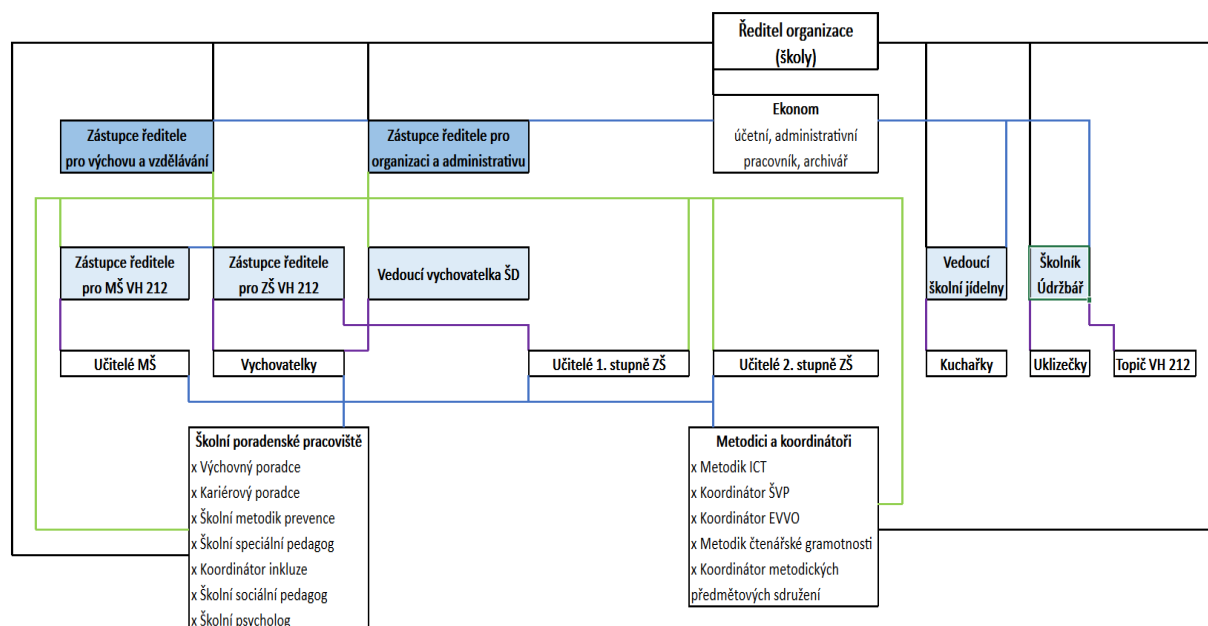 Ředitel organizace
(školy)
Ekonom
účetní, administrativní
pracovník, archivář
Zástupce ředitele
pro výchovu a vzdělávání
Zástupce ředitele pro
organizaci a administrativu
Zástupce ředitele
pro MŠ VH 212
Zástupce ředitele
pro ZŠ VH 212
Vedoucí vychovatelka ŠD
Vedoucí
školní jídelny
Školník
Údržbář
Učitelé MŠ
Vychovatelky
Učitelé 1. stupně ZŠ
Učitelé 2. stupně ZŠ
Kuchařky
Uklizečky
Topič VH 212
Školní poradenské pracoviště
x Výchovný poradce
x Kariérový poradce
x Školní metodik prevence
x Školní speciální pedagog
x Koordinátor inkluze
x Školní sociální pedagog
x Školní psycholog
Metodici a koordinátoři
x Metodik ICT
x Koordinátor ŠVP
x Koordinátor EVVO
x Metodik čtenářské gramotnosti
x Koordinátor metodických
předmětových sdružení